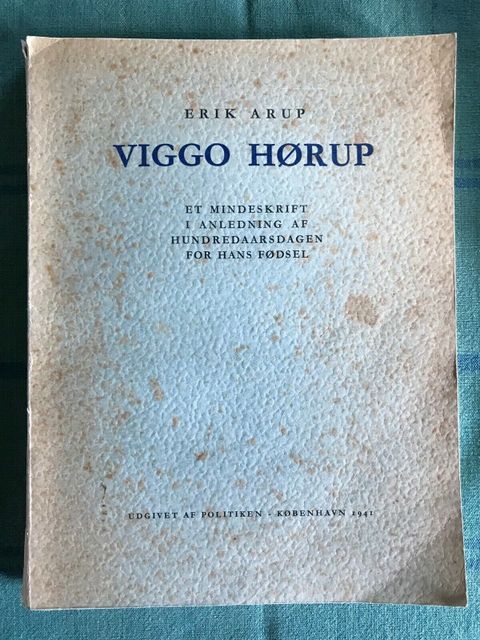 ERIK ARUP
VIGGO HØRUP
ET MINDESKRIFT
I ANLEDNING AF
HUNDREDAARSDAGEN
FOR HANS FØDSEL
UDGIVET AF POLITIKEN - KØBENHAVN 1941